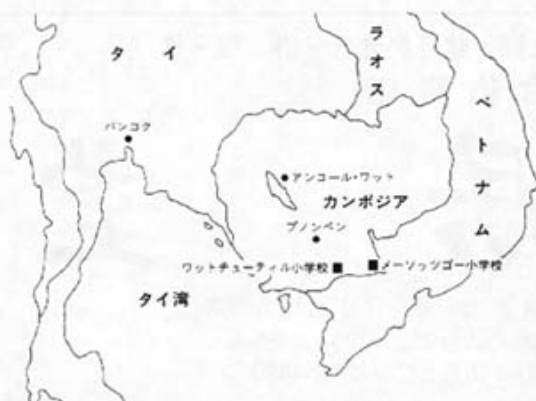 タイ
ラオス
ベトナム
バンコク
アンコール・ワット
カンボジア
プノンペン
ワットチューティル小学校
メーソッツゴー小学校
タイ湾